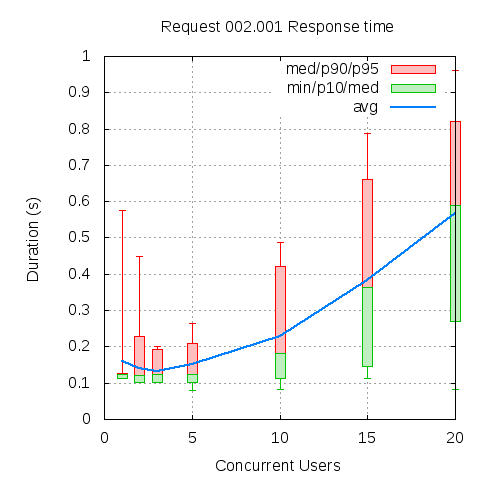 Request 002.001 Response time
med/p90/p95
min/p10/med
avg
Duration (s)
1
0.9
0.8
0.7
0.6
0.5
0.4
0.3
0.2
0.1
0
0 5 10 15 20
Concurrent Users